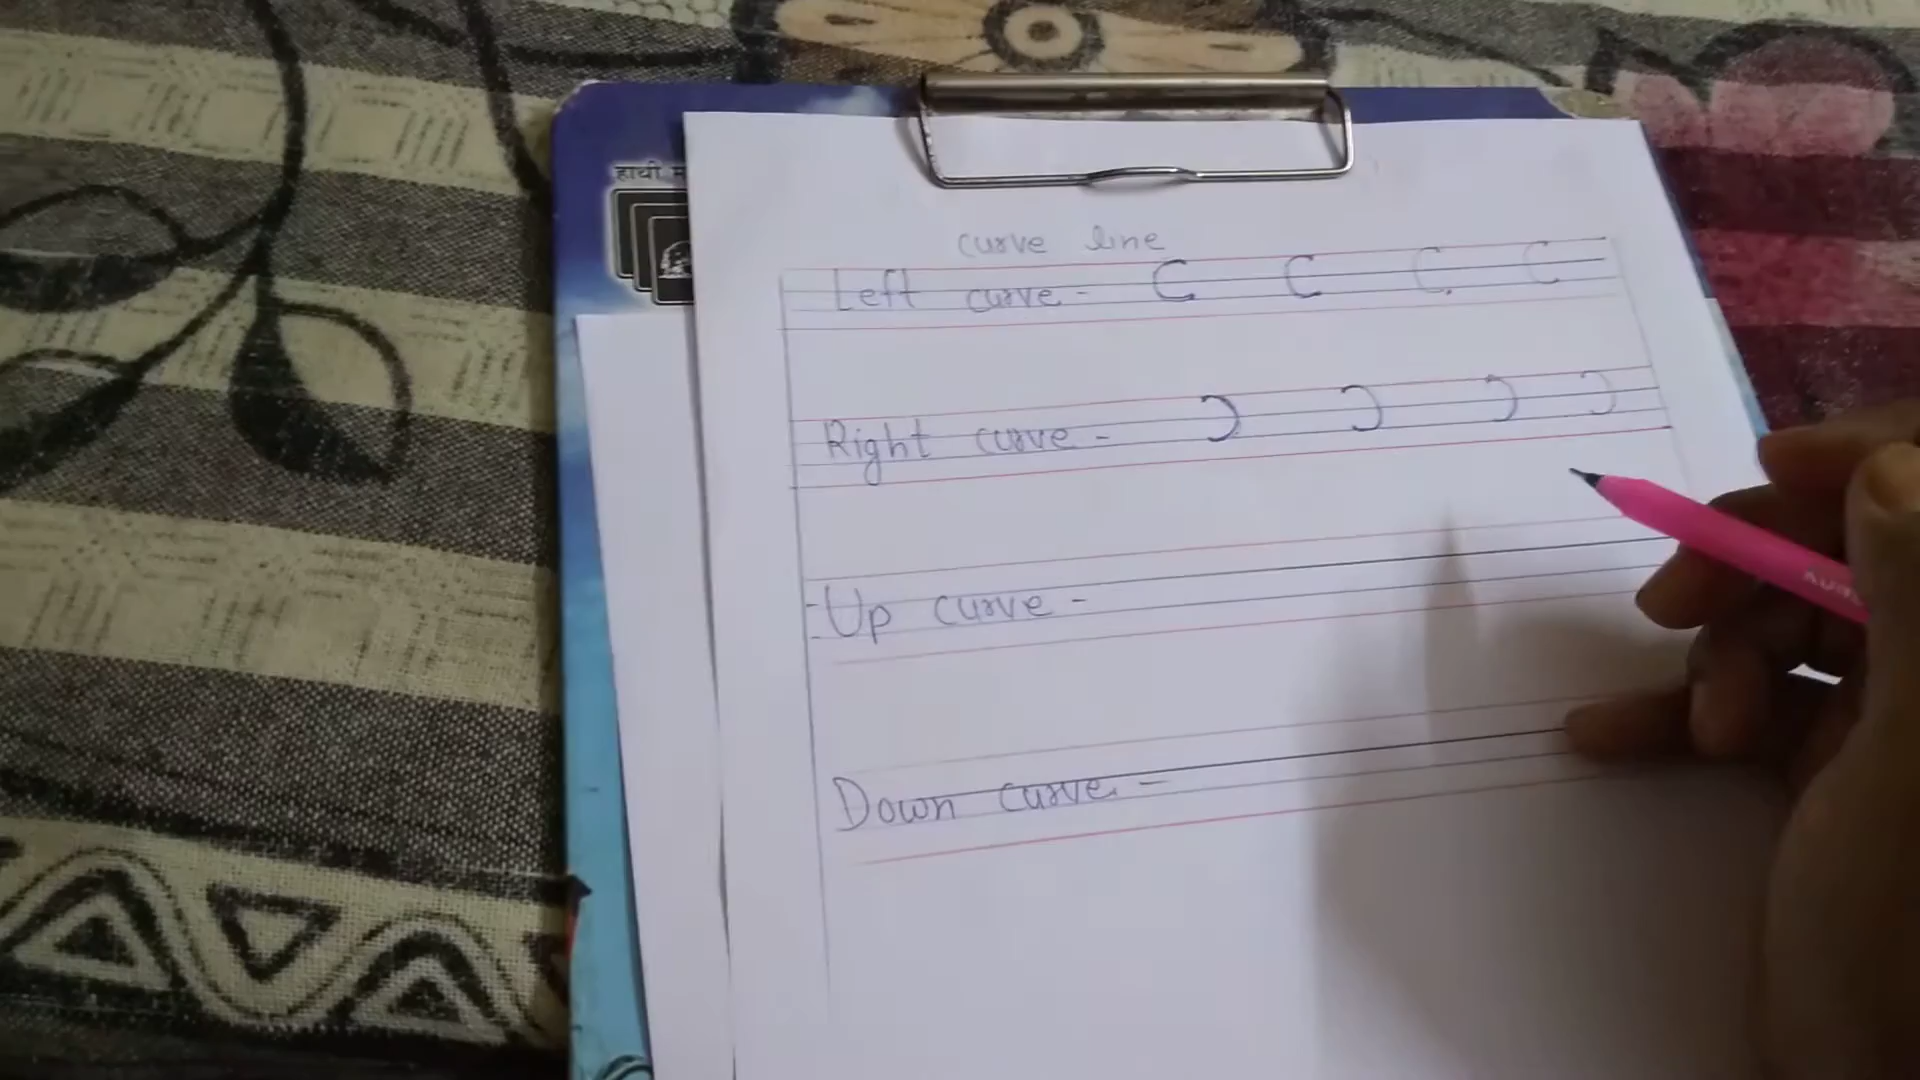 हाथी म
curve line
Left curve - C C C C
Right curve -
Up curve -
Down curve -